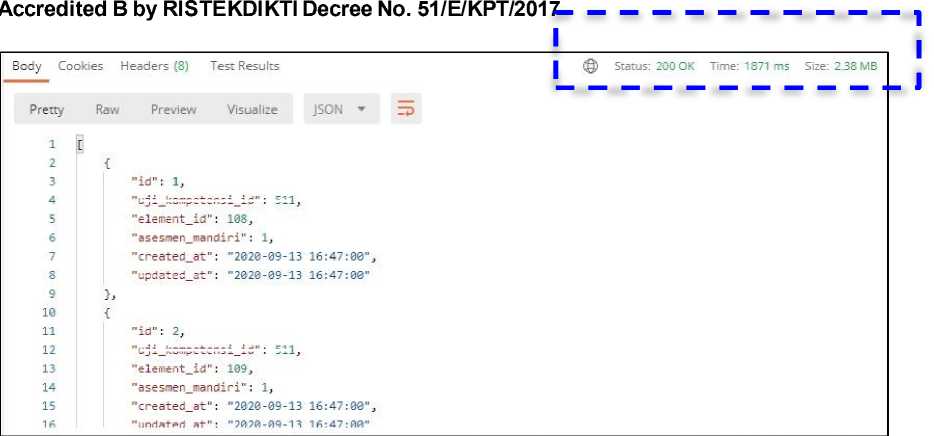 Accredited B by RISTEKDIKTI Decree No. 51/E/KPT/2017
Body Cookies Headers (8) Test Results Status: 200 OK Time: 1871 ms Size: 2.38 MB
Pretty Raw Preview Visualize JSON
1 [
2 {
3 "id": 1,
4 "uji_kompetensi_id": 511,
5 "element_id": 108,
6 "asesmen_mandiri": 1,
7 "created_at": "2020-09-13 16:47:00",
8 "updated_at": "2020-09-13 16:47:00"
9 },
10 {
11 "id": 2,
12 "uji_kompetensi_id": 511,
13 "element_id": 109,
14 "asesmen_mandiri": 1,
15 "created_at": "2020-09-13 16:47:00",
16 "updated_at": "2020-09-13 16:47:00"